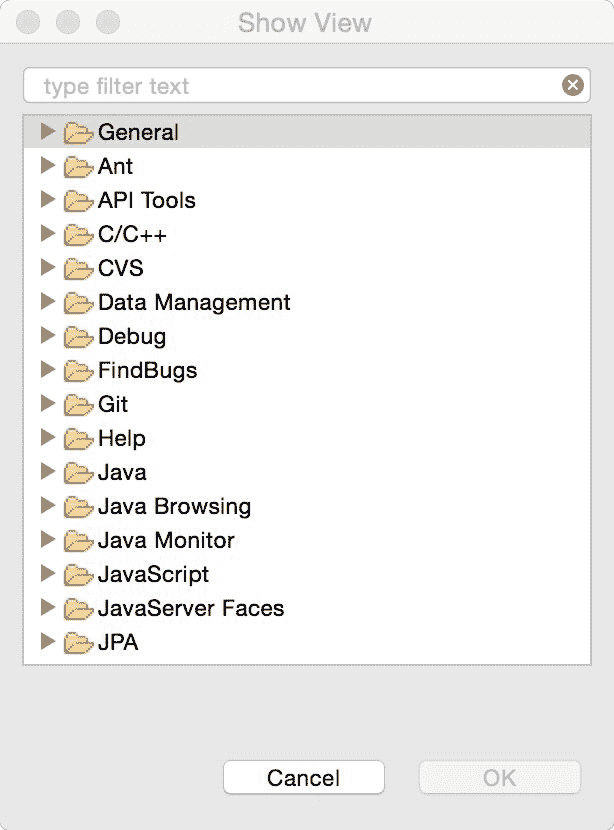 Show View
type filter text
General
Ant
API Tools
C/C++
CVS
Data Management
Debug
FindBugs
Git
Help
Java
Java Browsing
Java Monitor
JavaScript
JavaServer Faces
JPA
Cancel OK